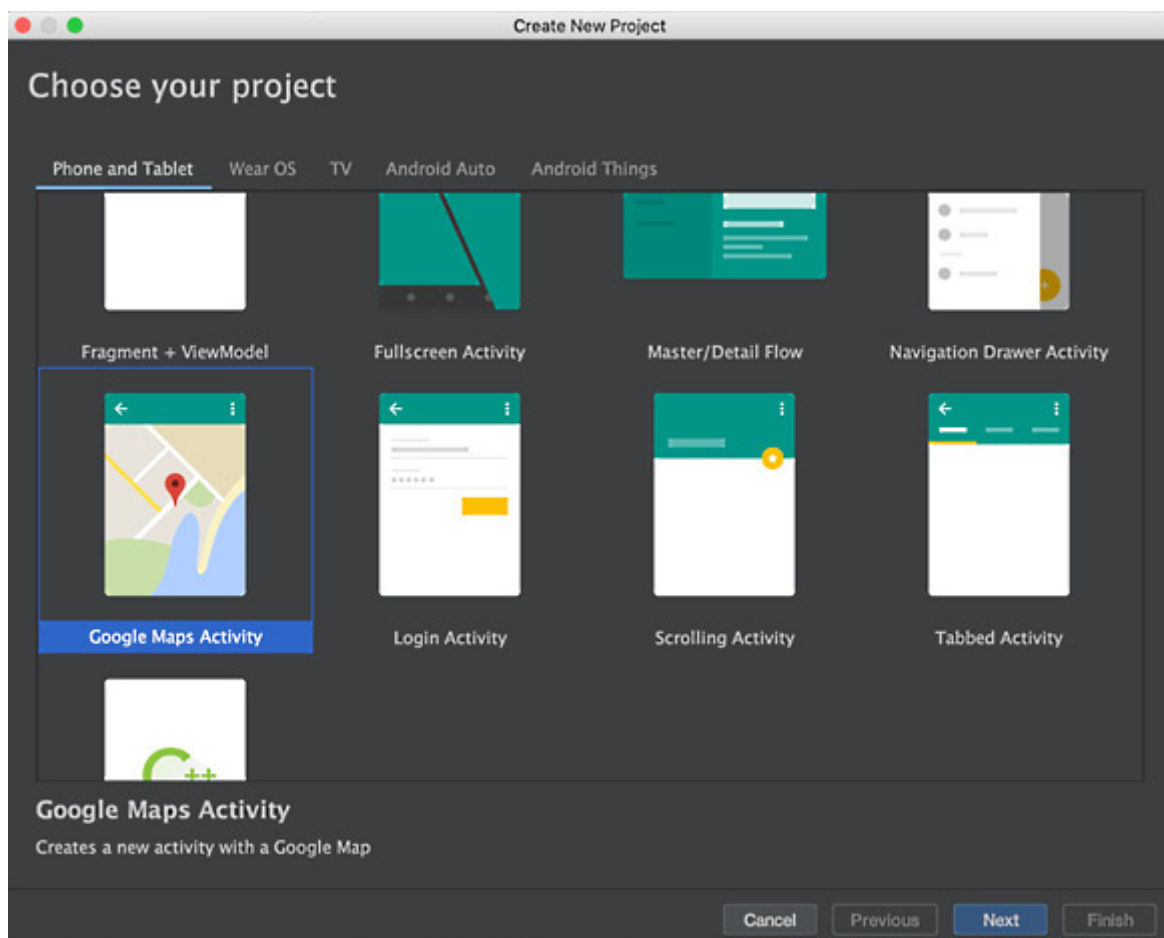 Create New Project
Choose your project
Phone and Tablet Wear OS TV Android Auto Android Things
Fragment + ViewModel Fullscreen Activity Master/Detail Flow Navigation Drawer Activity
Google Maps Activity Login Activity Scrolling Activity Tabbed Activity
C++
Google Maps Activity
Creates a new activity with a Google Map
Cancel Previous Next Finish